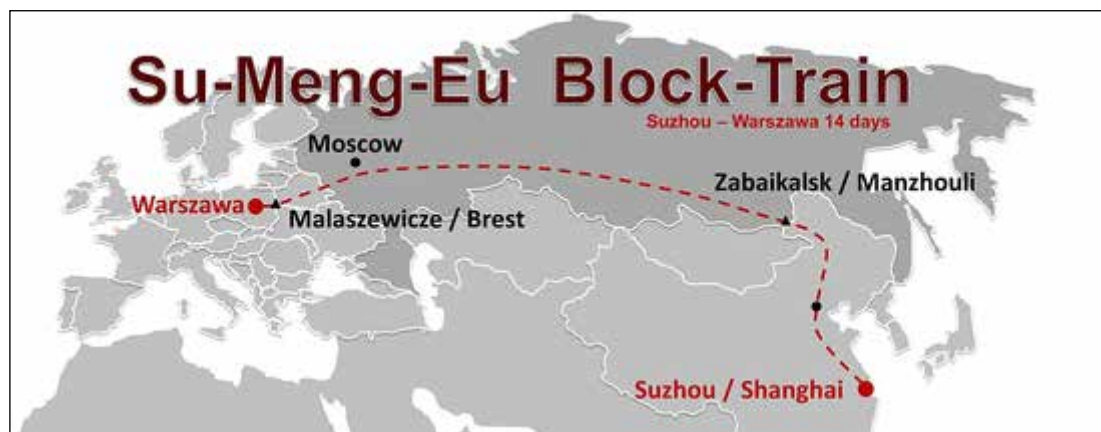 Su-Meng-Eu Block-Train
Suzhou – Warszawa 14 days
Moscow
Zabaikalsk / Manzhouli
Warszawa
Malaszewicze / Brest
Suzhou / Shanghai